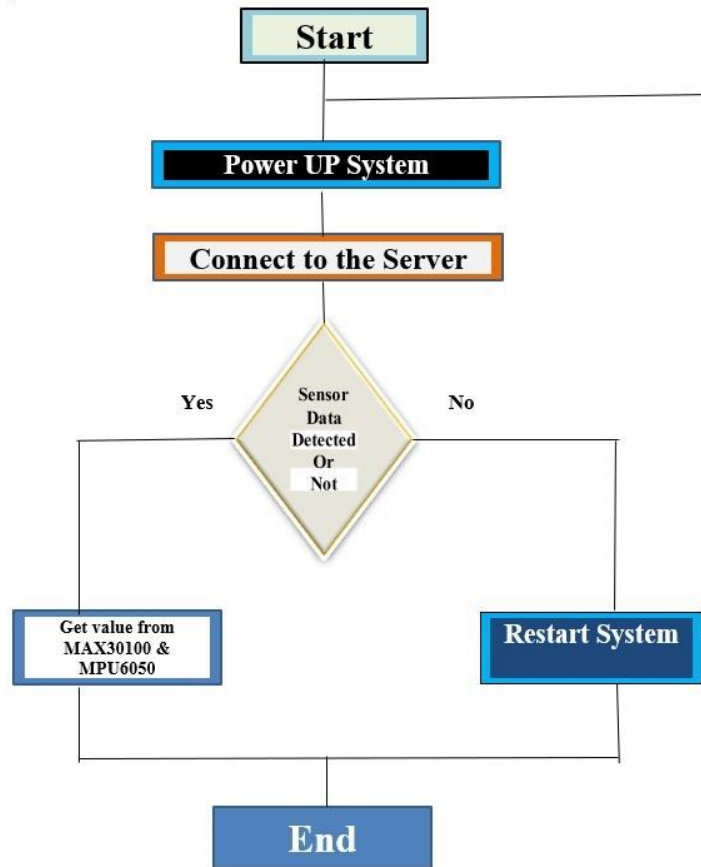 Start
Power UP System
Connect to the Server
Yes
Sensor
Data
Detected
Or
Not
No
Get value from
MAX30100 &
MPU6050
Restart System
End